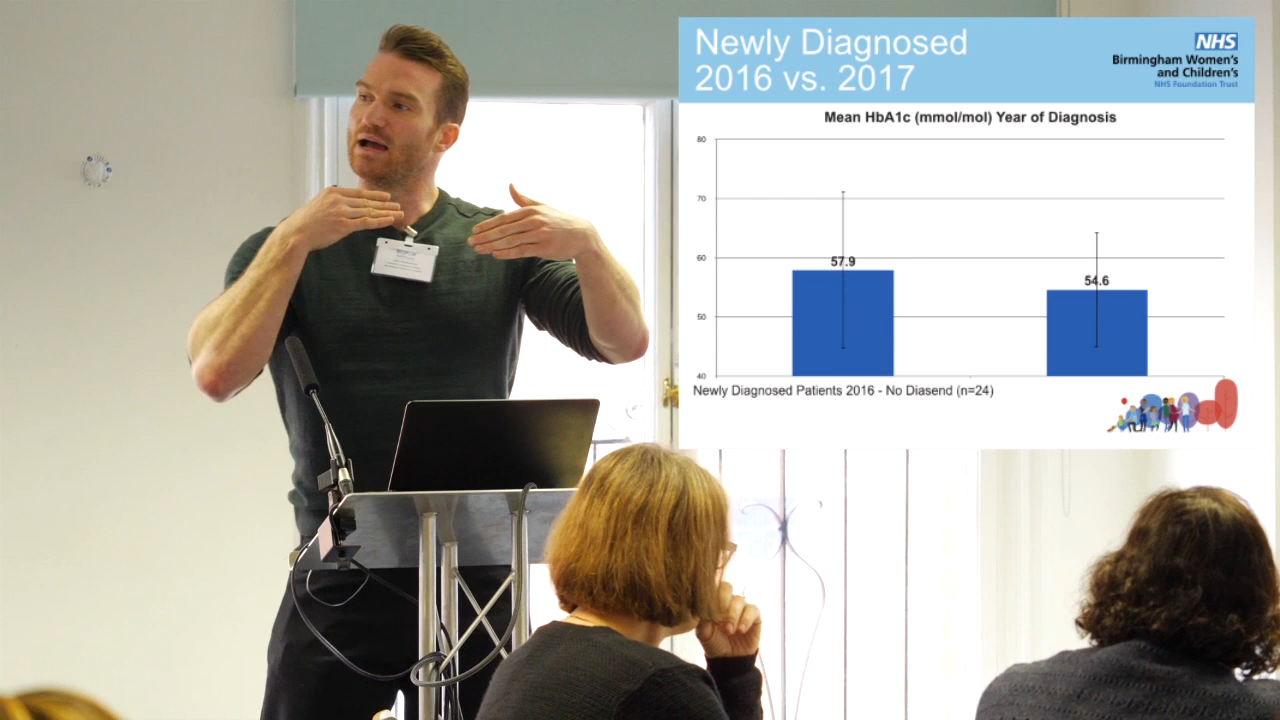 Newly Diagnosed
2016 vs. 2017
NHS
Birmingham Women's
and Children's
NHS Foundation Trust
Mean HbA1c (mmol/mol) Year of Diagnosis
80
70
60
50
40
57.9
54.6
Newly Diagnosed Patients 2016 - No Diasend (n=24)